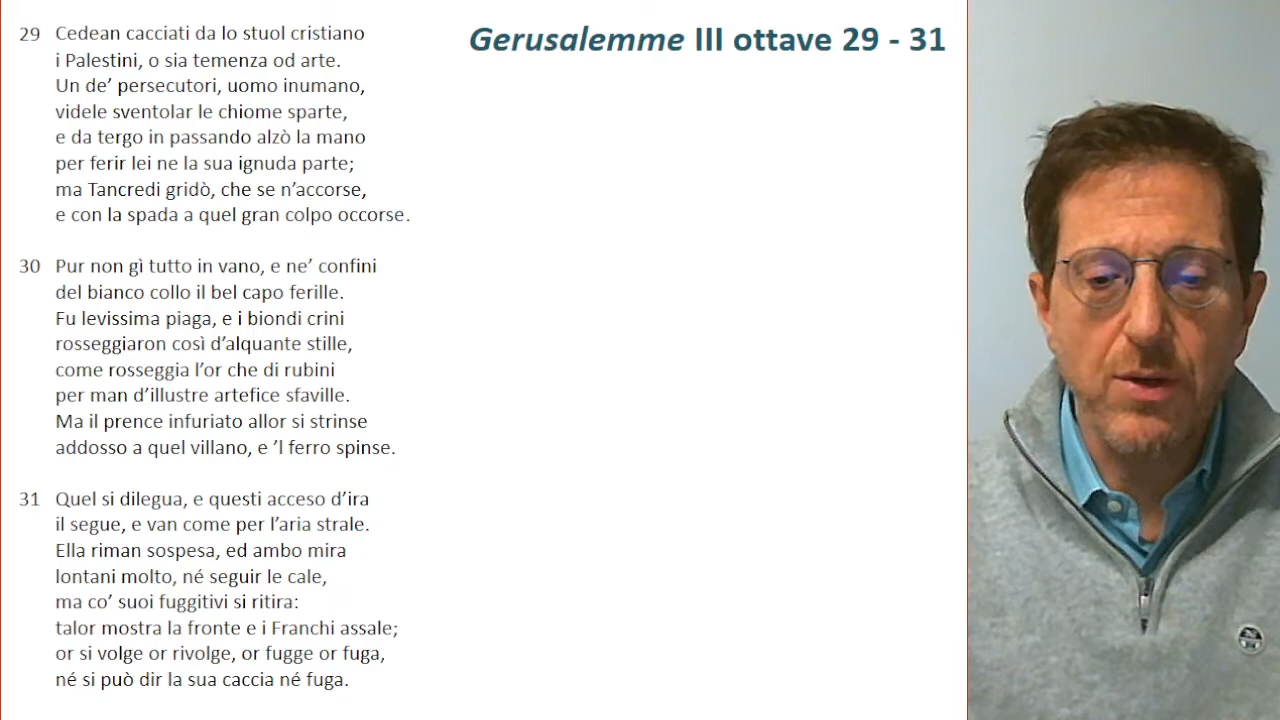 Gerusalemme III ottave 29 - 31
29 Cedean cacciati da lo stuol cristiano
i Palestini, o sia temenza od arte.
Un de’ persecutori, uomo inumano,
videle sventolar le chiome sparte,
e da tergo in passando alzò la mano
per ferir lei ne la sua ignuda parte;
ma Tancredi gridò, che se n’accorse,
e con la spada a quel gran colpo occorse.
30 Pur non gì tutto in vano, e ne’ confini
del bianco collo il bel capo ferille.
Fu levissima piaga, e i biondi crini
rosseggiaron così d’alquante stille,
come rosseggia l’or che di rubini
per man d’illustre artefice sfaville.
Ma il prence infuriato allor si strinse
addosso a quel villano, e ’l ferro spinse.
31 Quel si dilegua, e questi acceso d’ira
il segue, e van come per l’aria strale.
Ella riman sospesa, ed ambo mira
lontani molto, né seguir le cale,
ma co’ suoi fuggitivi si ritira:
talor mostra la fronte e i Franchi assale;
or si volge or rivolge, or fugge or fuga,
né si può dir la sua caccia né fuga.